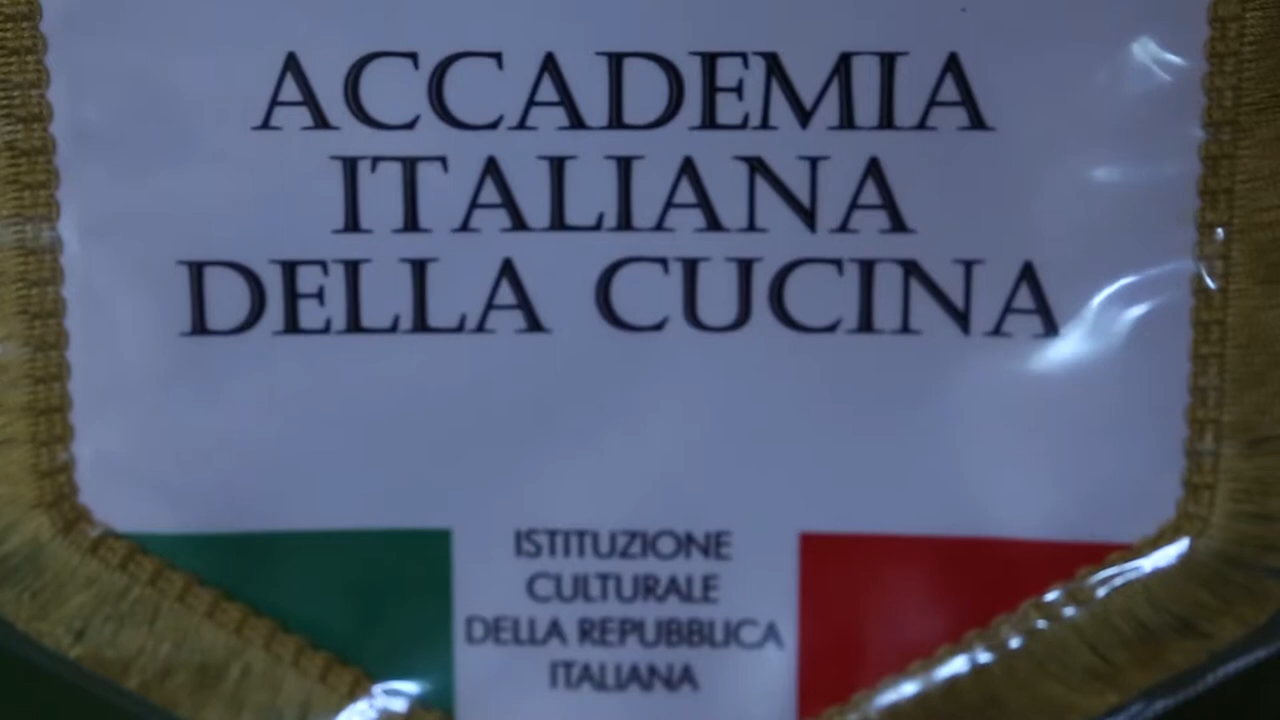 ACCADEMIA
ITALIANA
DELLA CUCINA
ISTITUZIONE
CULTURALE
DELLA REPUBBLICA
ITALIANA